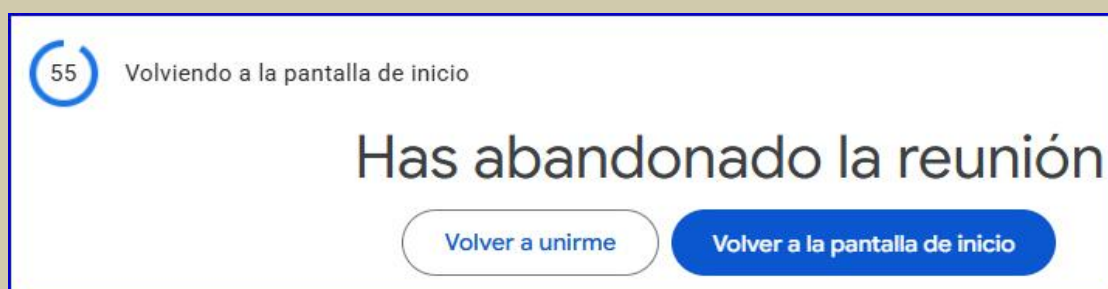 55 Volviendo a la pantalla de inicio
Has abandonado la reunión
Volver a unirme Volver a la pantalla de inicio